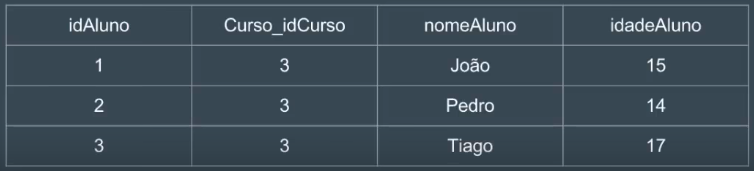 idAluno Curso_idCurso nomeAluno idadeAluno
1 3 João 15
2 3 Pedro 14
3 3 Tiago 17